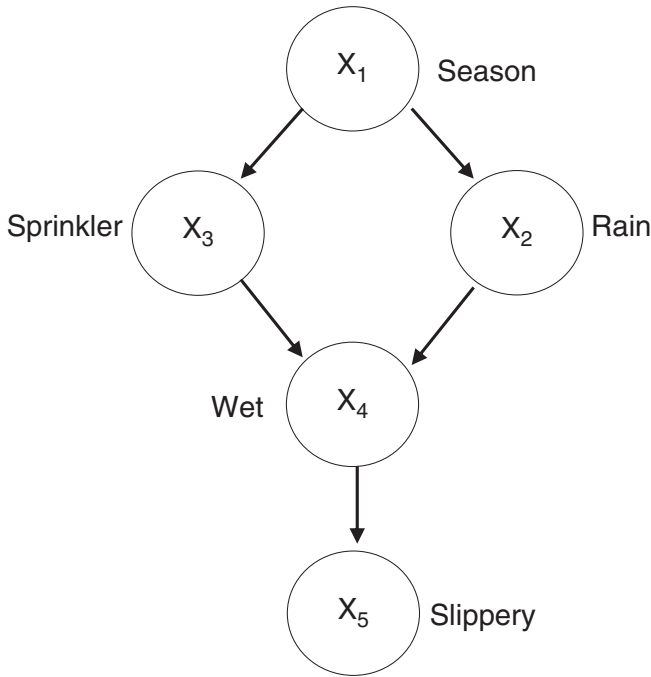 X₁ Season
Sprinkler X₃ X₂ Rain
Wet X₄
X₅ Slippery